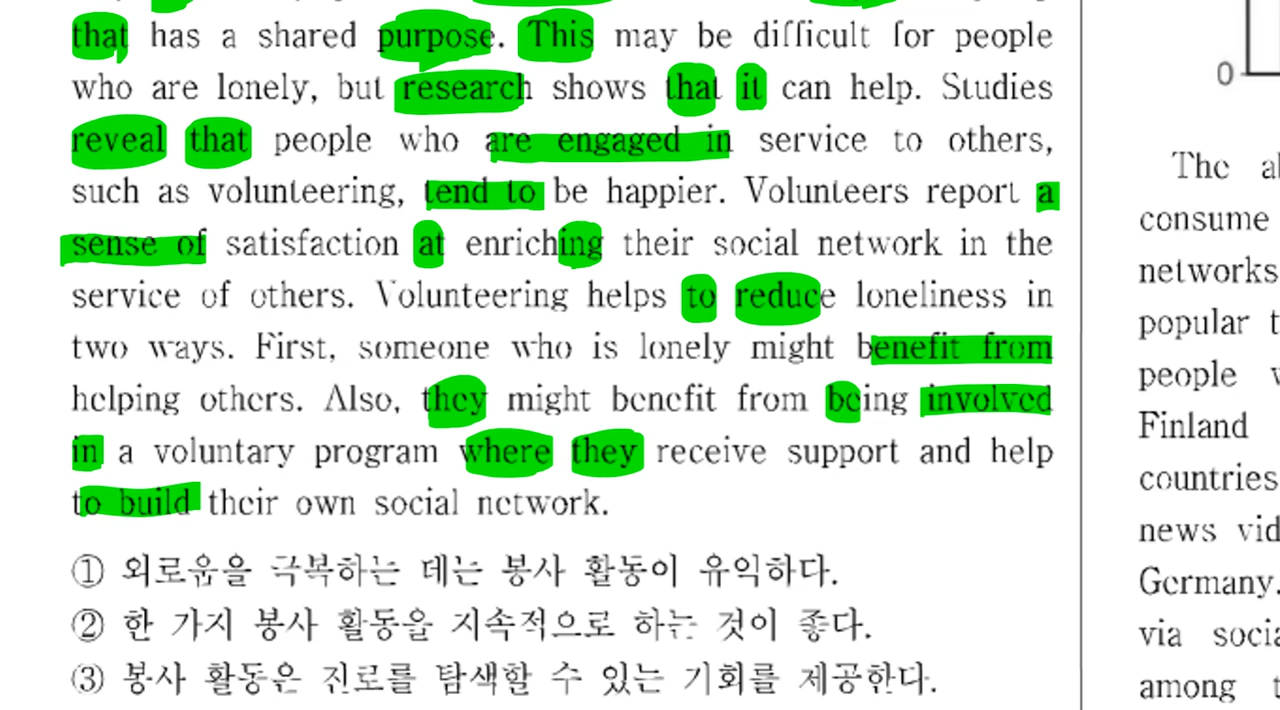 that has a shared purpose. This may be difficult for people
who are lonely, but research shows that it can help. Studies
reveal that people who are engaged in service to others,
such as volunteering, tend to be happier. Volunteers report a
sense of satisfaction at enriching their social network in the
service of others. Volunteering helps to reduce loneliness in
two ways. First, someone who is lonely might benefit from
helping others. Also, they might benefit from being involved
in a voluntary program where they receive support and help
to build their own social network.
① 외로움을 극복하는 데는 봉사 활동이 유익하다.
② 한 가지 봉사 활동을 지속적으로 하는 것이 좋다.
③ 봉사 활동은 진로를 탐색할 수 있는 기회를 제공한다.
0
The
consume
networks
popular
people
Finland
countries
news
Germany.
via
among